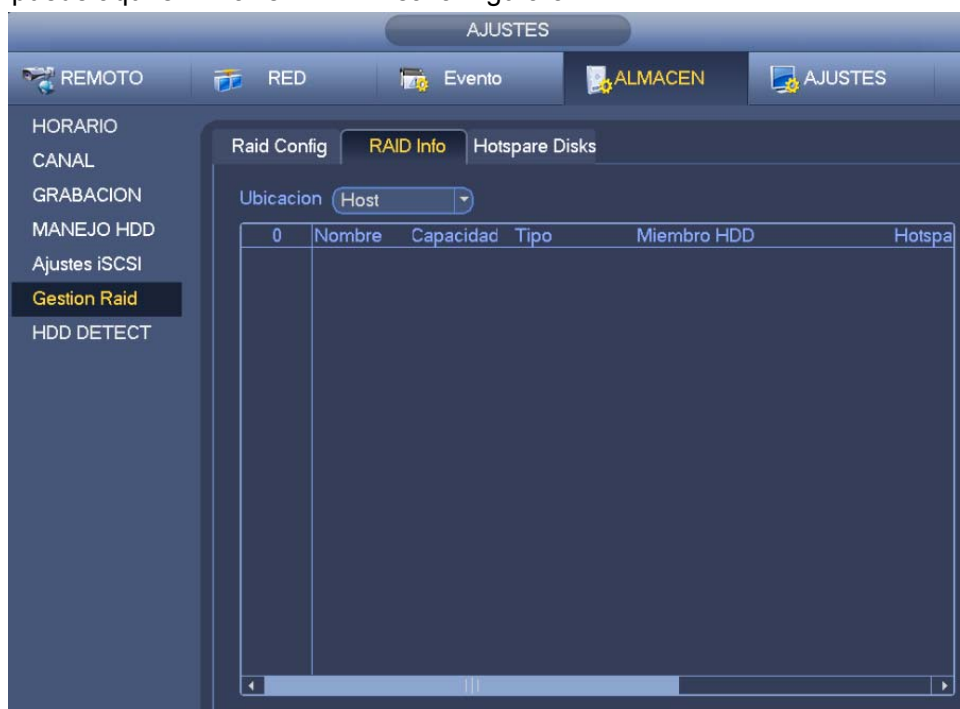 AJUSTES
REMOTO RED Evento ALMACEN AJUSTES
HORARIO
CANAL
GRABACION
MANEJO HDD
Ajustes iSCSI
Gestion Raid
HDD DETECT
Raid Config RAID Info Hotspare Disks
Ubicacion Host
0 Nombre Capacidad Tipo Miembro HDD Hotspa